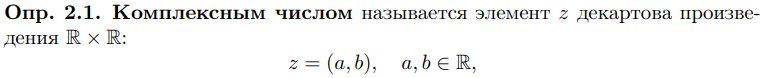 Опр. 2.1. Комплексным числом называется элемент z декартова произве-
дения ℝ × ℝ:
z = (a, b),    a, b ∈ ℝ,